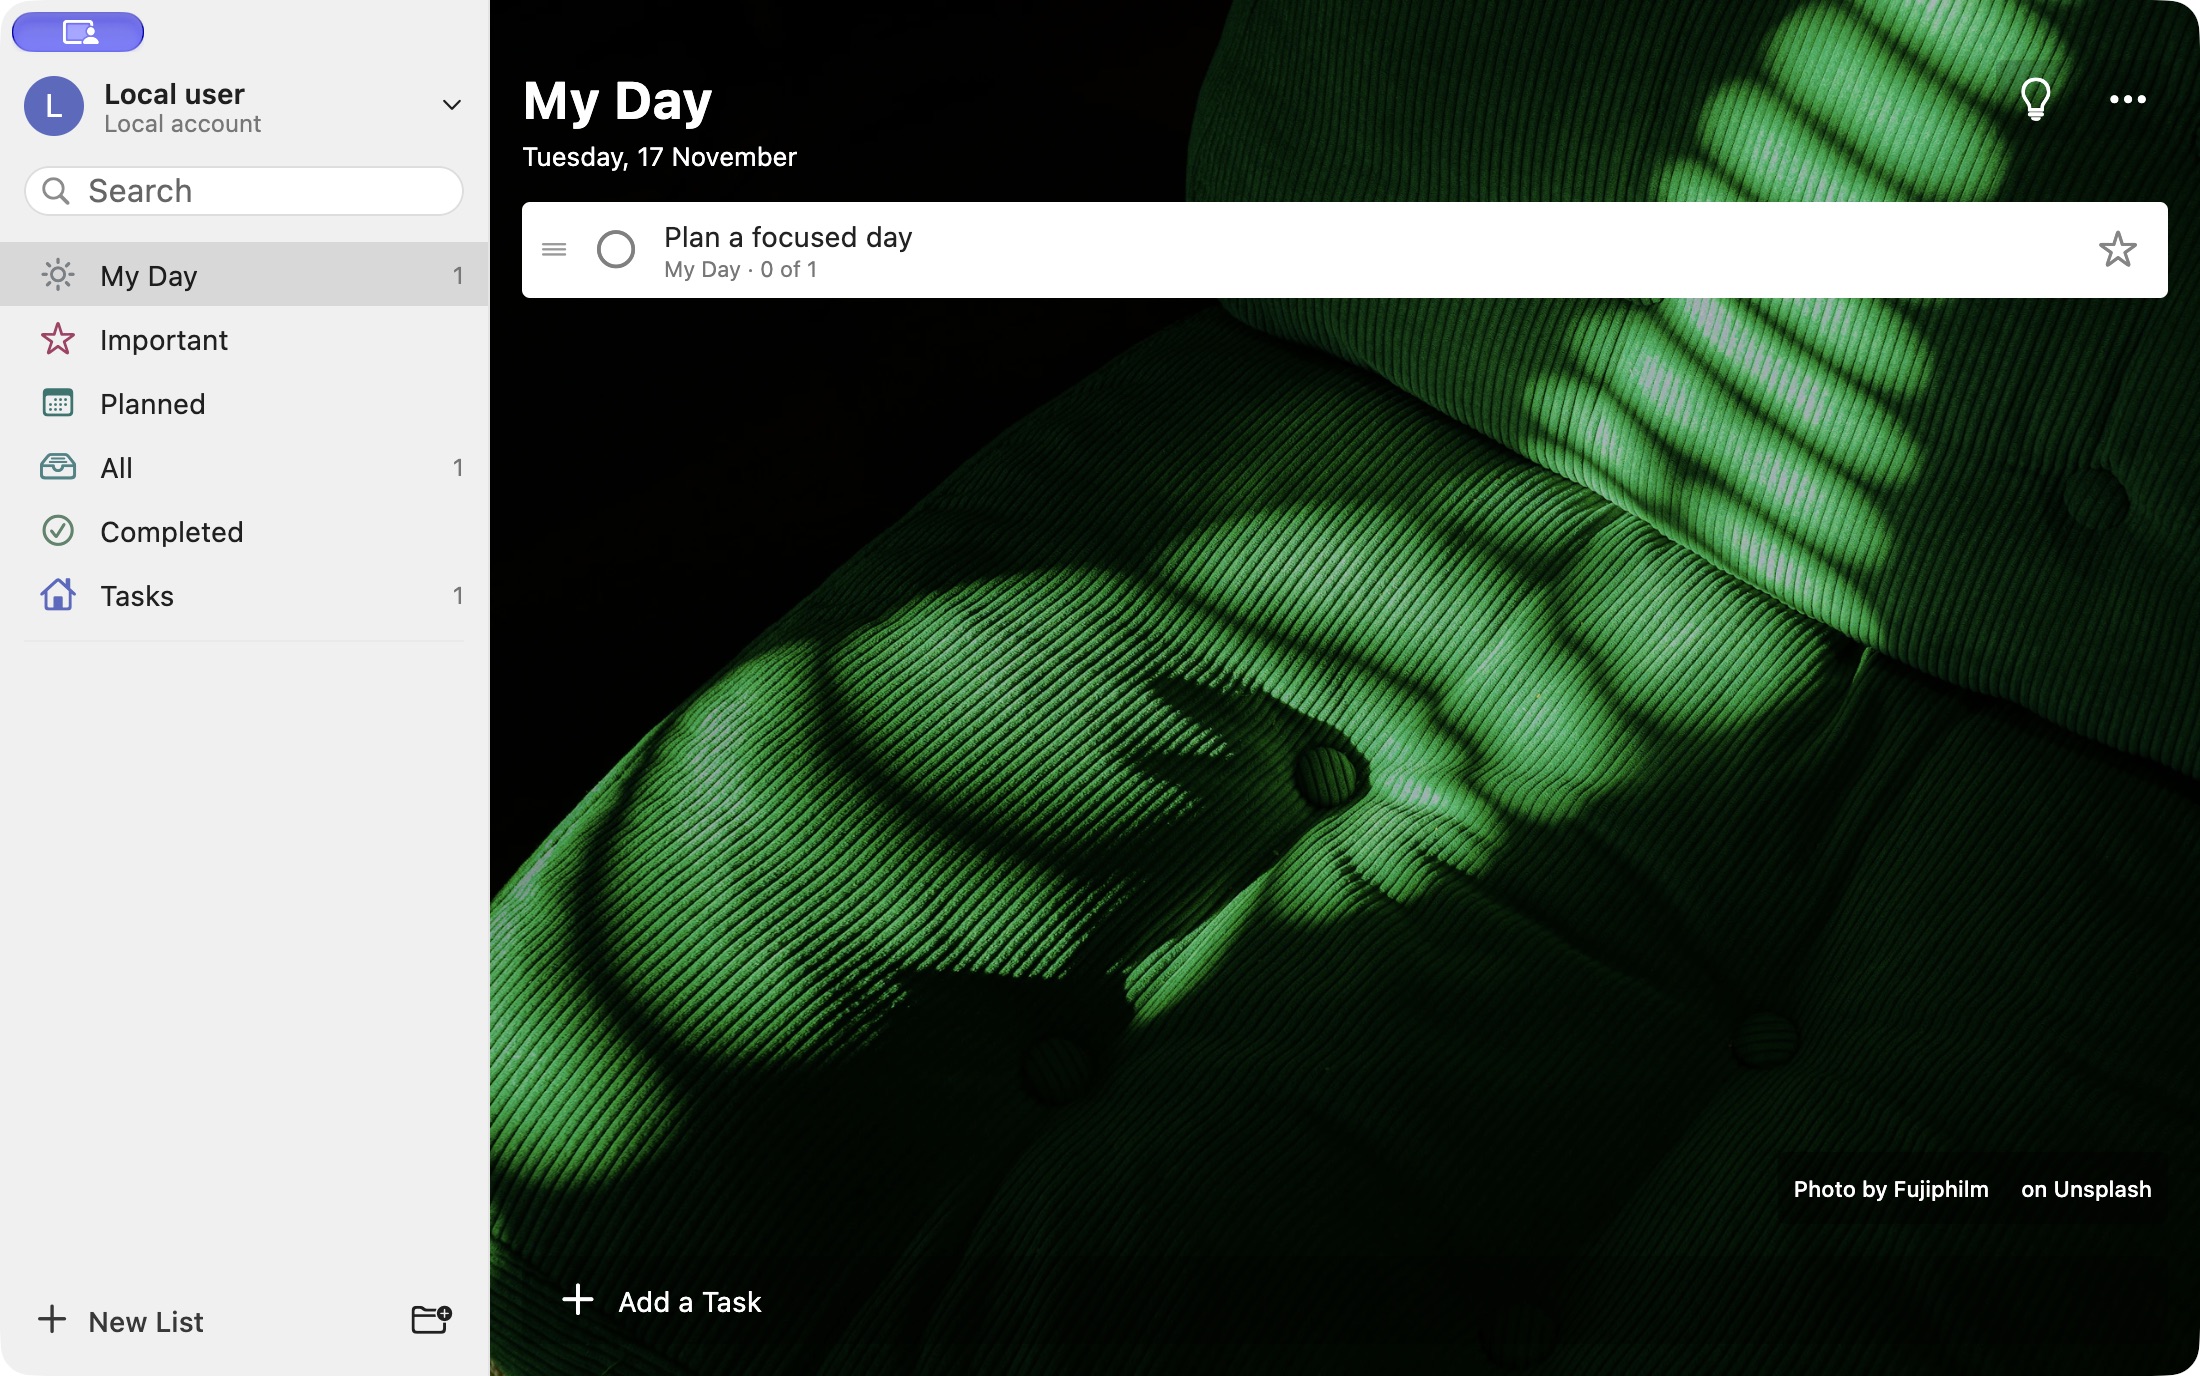 L
Local user
Local account
Search
My Day 1
Important
Planned
All 1
Completed
Tasks 1
New List
My Day
Tuesday, 17 November
Plan a focused day
My Day · 0 of 1
Photo by Fujiphilm on Unsplash
Add a Task